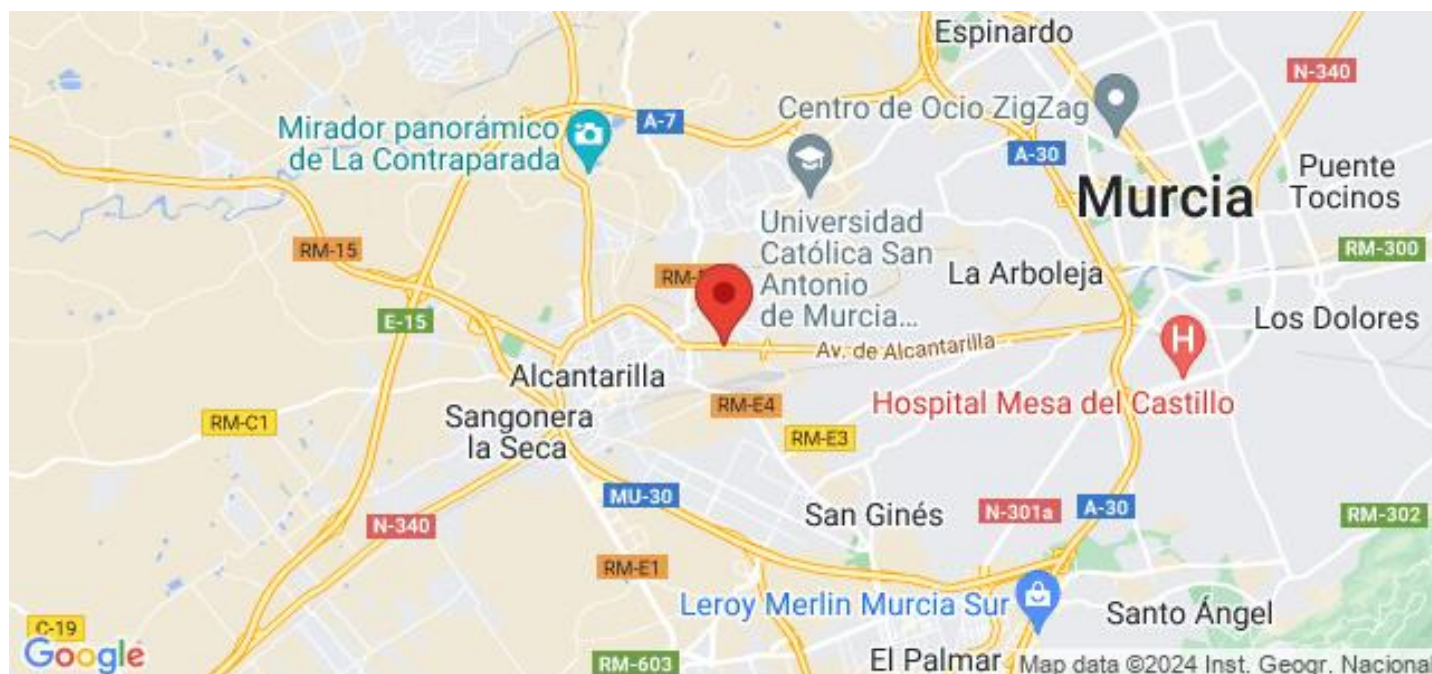 Espinardo
N-340
Centro de Ocio ZigZag
A-7
Mirador panorámico
de La Contraparada
A-30
Puente
Tocinos
Murcia
Universidad
Católica San
Antonio
de Murcia...
RM-15
RM-300
La Arboleja
E-15
Los Dolores
Av. de Alcantarilla
Alcantarilla
RM-E4
Hospital Mesa del Castillo
RM-C1
Sangonera
la Seca
RM-E3
MU-30
San Ginés
N-301a
A-30
RM-302
N-340
RM-E1
Leroy Merlin Murcia Sur
Santo Ángel
C-19
Google
RM-603
El Palmar
Map data ©2024 Inst. Geogr. Nacional